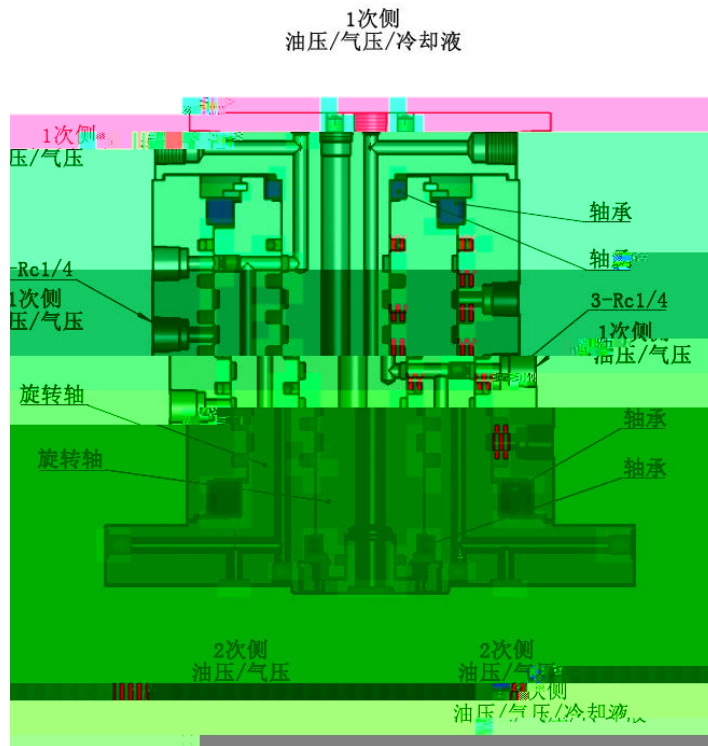 1次侧
油压/气压/冷却液
1次侧
压/气压
轴承
轴
-Rc1/4
3-Rc1/4
1次侧
压/气压
1次侧
油压/气压
旋转轴
轴承
旋转轴
轴承
2次侧
油压/气压
2次侧
油压/气压
次侧
油压/气压/冷却液